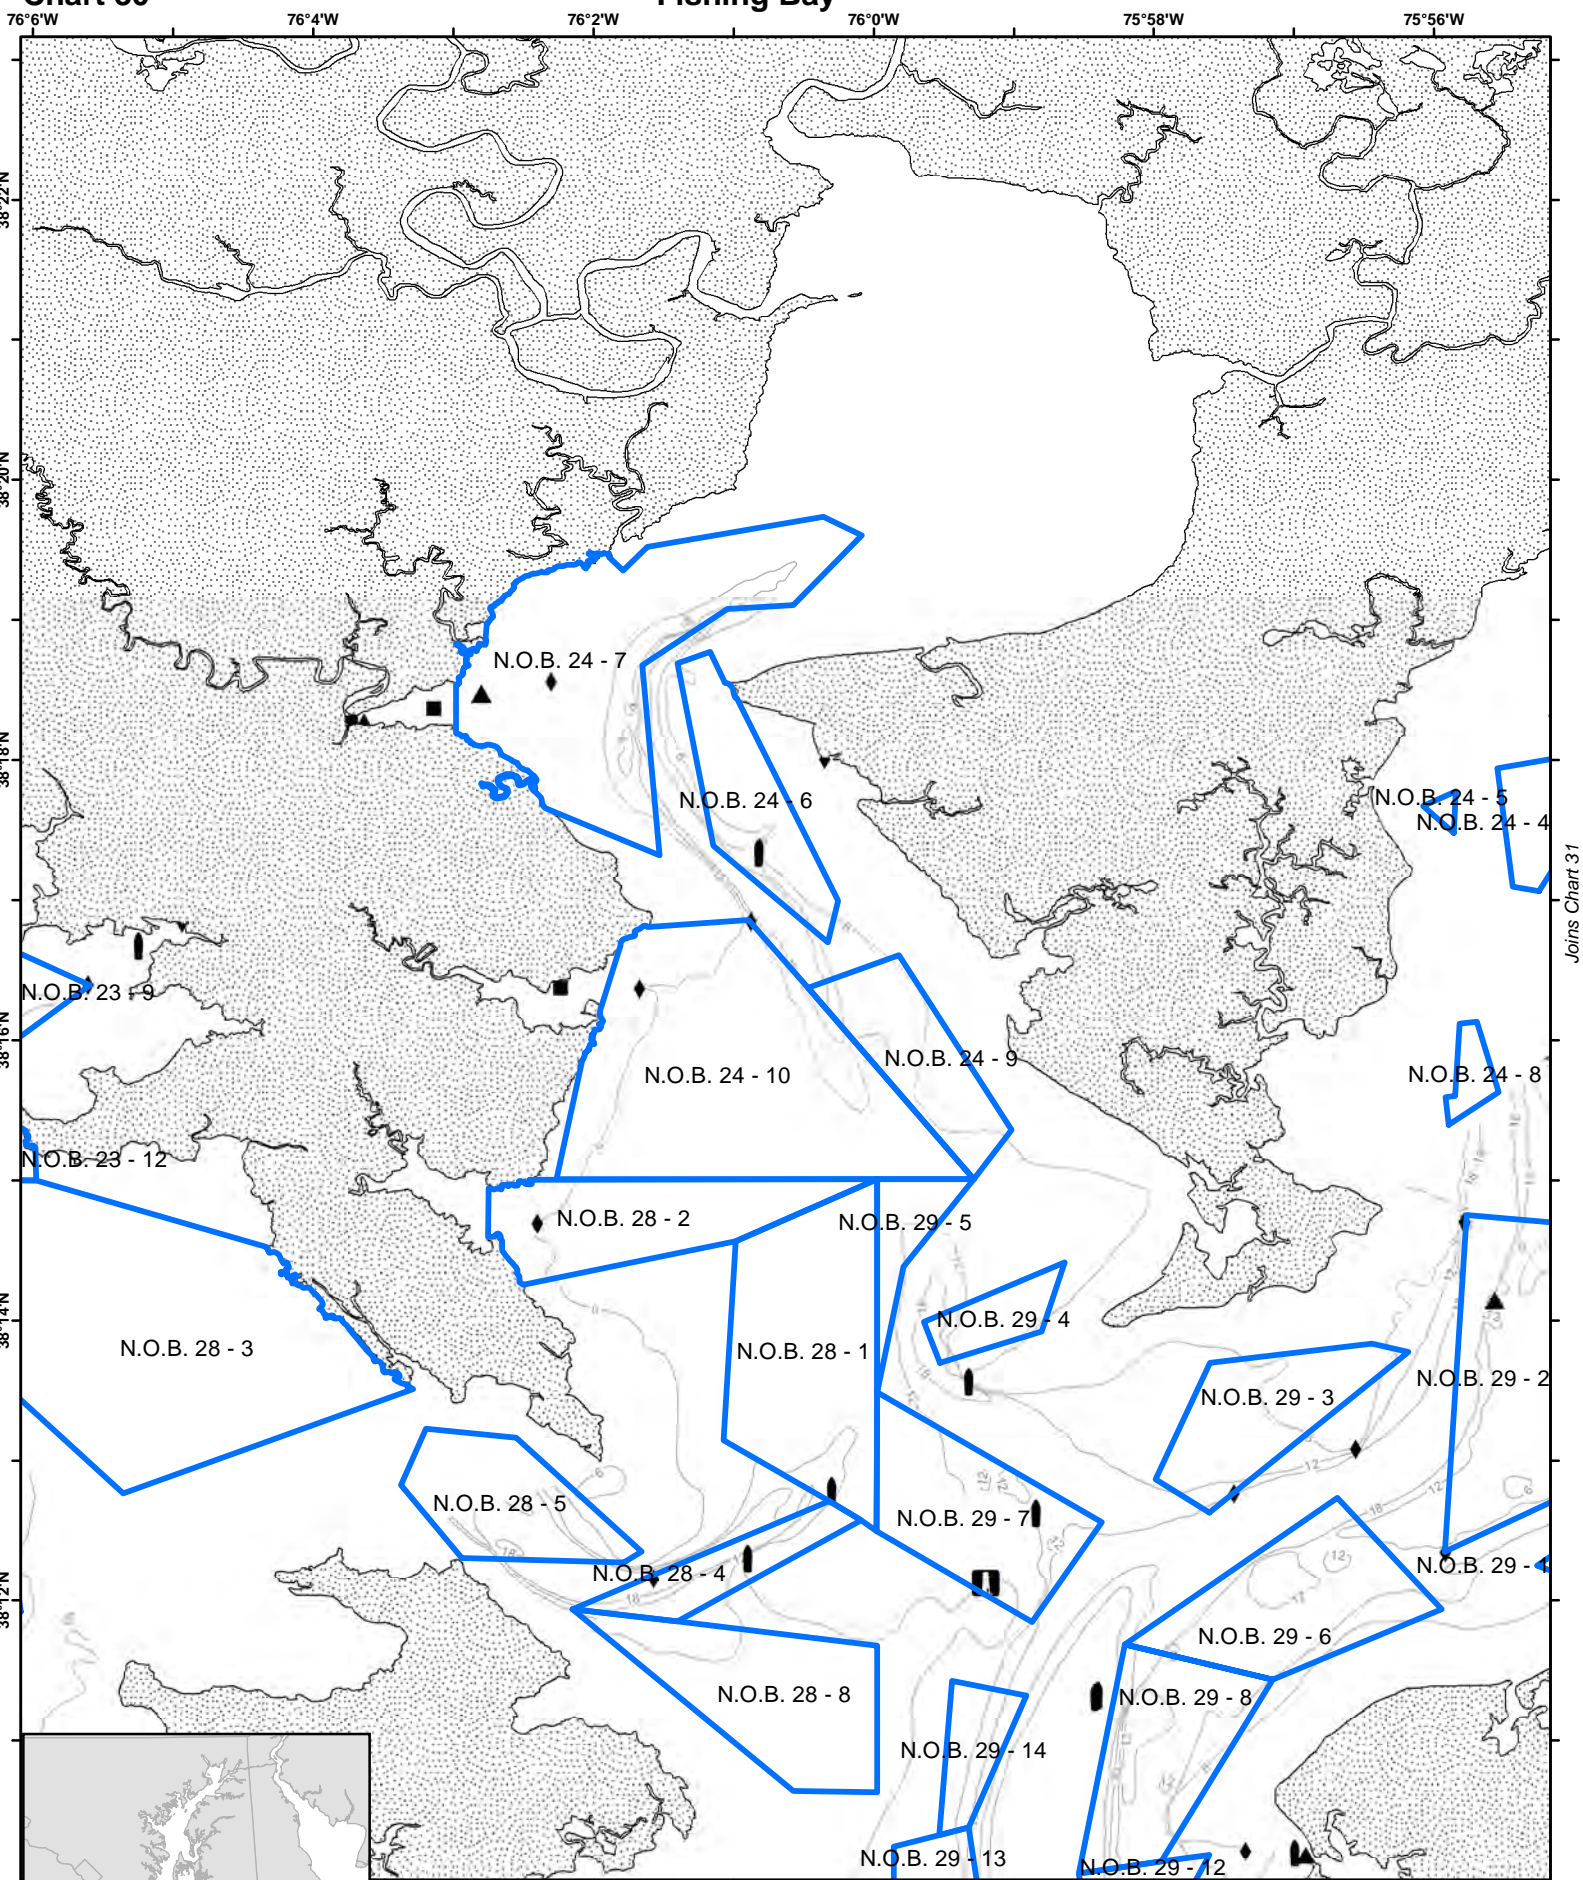 Chart 30 Fishing Bay
76°6'W 76°4'W 76°2'W 76°0'W 75°58'W 75°56'W
38°22'N
38°20'N
N.O.B. 24 - 7
38°18'N
N.O.B. 24 - 6
N.O.B. 24 - 5
N.O.B. 24 - 4
Joins Chart 31
N.O.B. 23 - 9
38°16'N
N.O.B. 24 - 9
N.O.B. 24 - 10
N.O.B. 24 - 8
N.O.B. 23 - 12
N.O.B. 28 - 2
N.O.B. 29 - 5
38°14'N
N.O.B. 29 - 4
N.O.B. 28 - 3
N.O.B. 28 - 1
N.O.B. 29 - 2
N.O.B. 29 - 3
N.O.B. 28 - 5
N.O.B. 29 - 7
N.O.B. 29 - 1
N.O.B. 28 - 4
38°12'N
N.O.B. 29 - 6
N.O.B. 28 - 8
N.O.B. 29 - 8
N.O.B. 29 - 14
N.O.B. 29 - 13
N.O.B. 29 - 12